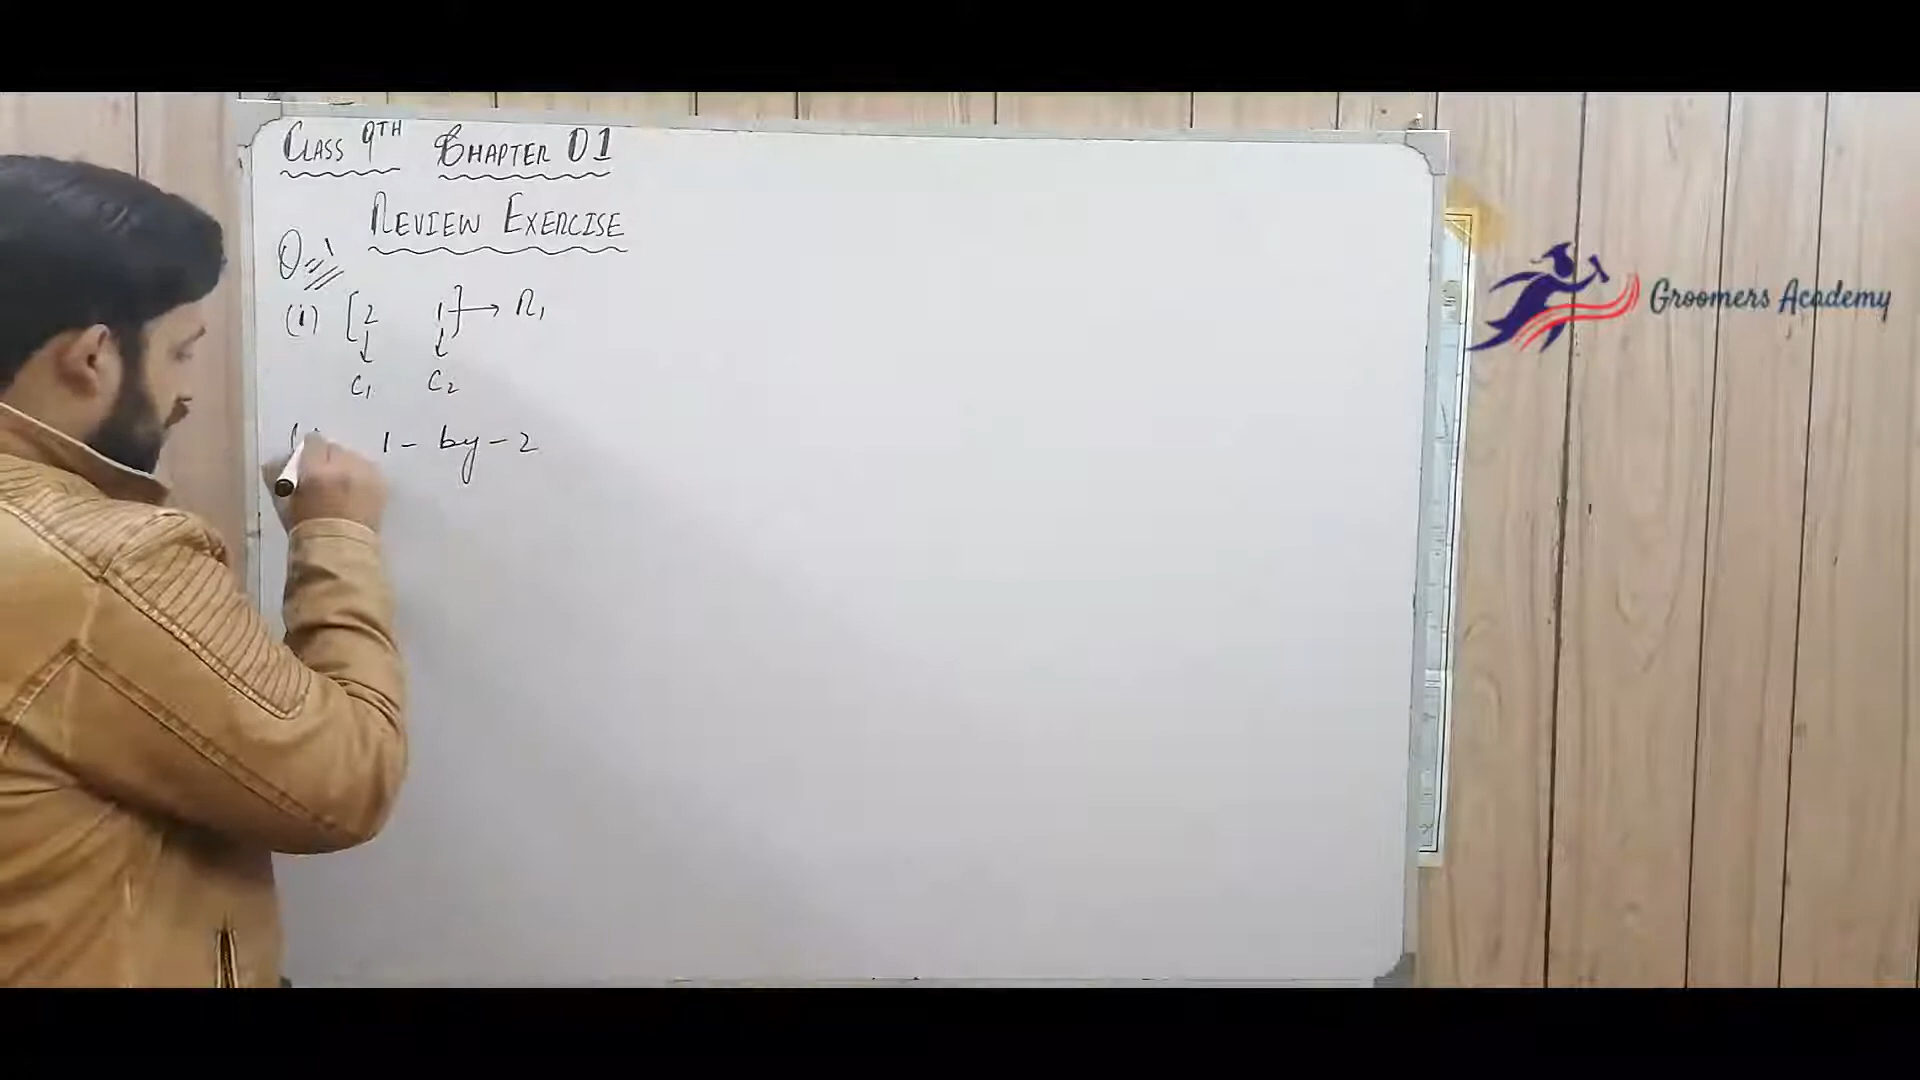 CLASS 9TH CHAPTER 01
REVIEW EXERCISE
Q.1
(i) [2 1] → R1
C1 C2
1 - by - 2
Groomers Academy